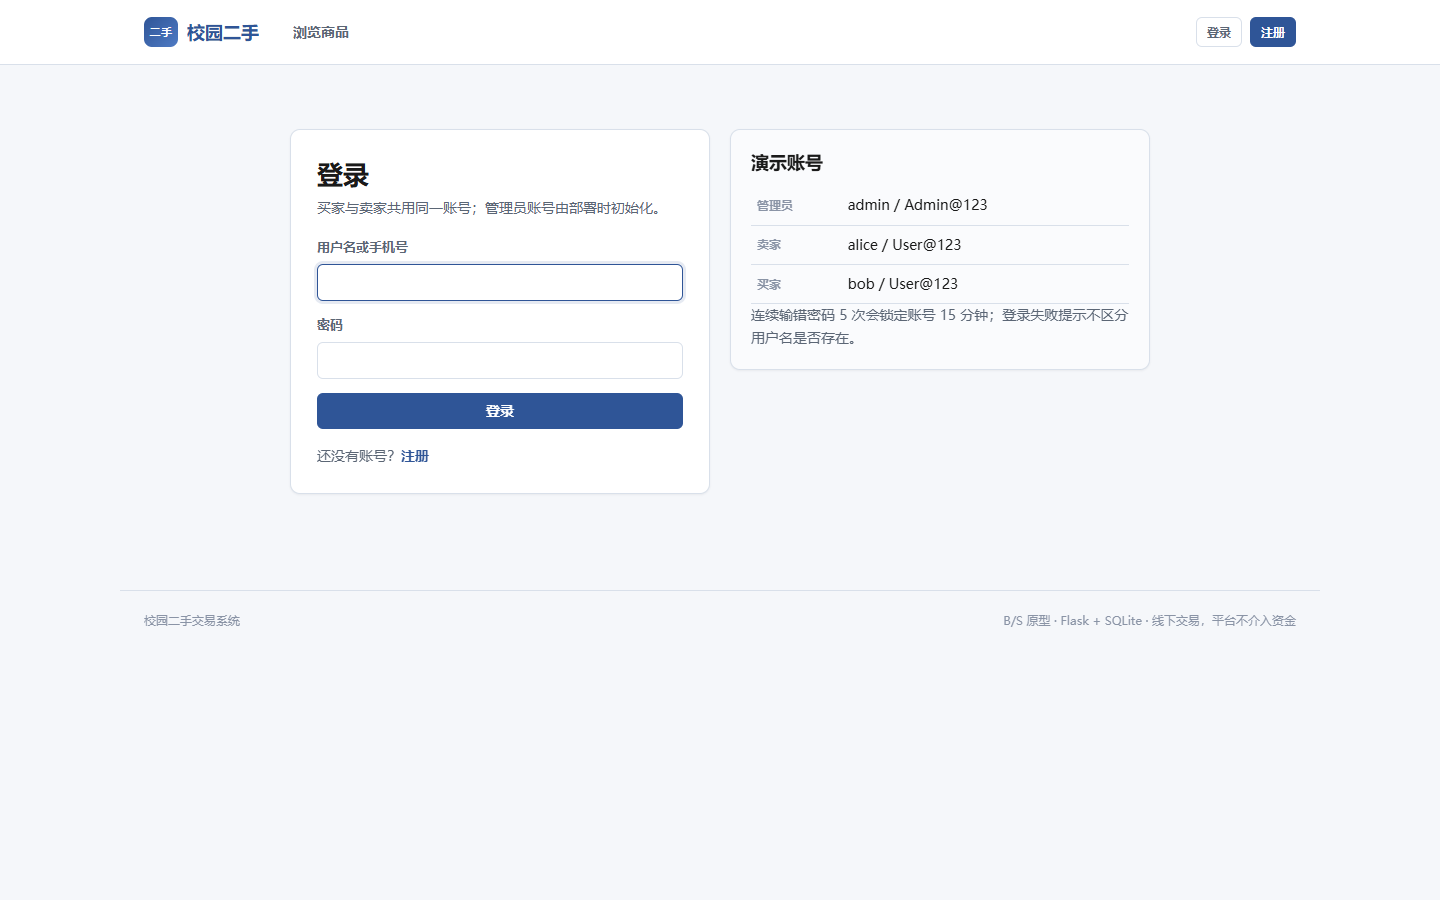 二手 校园二手 浏览商品 登录 注册
登录
买家与卖家共用同一账号；管理员账号由部署时初始化。
用户名或手机号
密码
登录
还没有账号？注册
演示账号
管理员 admin / Admin@123
卖家 alice / User@123
买家 bob / User@123
连续输错密码 5 次会锁定账号 15 分钟；登录失败提示不区分
用户名是否存在。
校园二手交易系统
B/S 原型 · Flask + SQLite · 线下交易，平台不介入资金